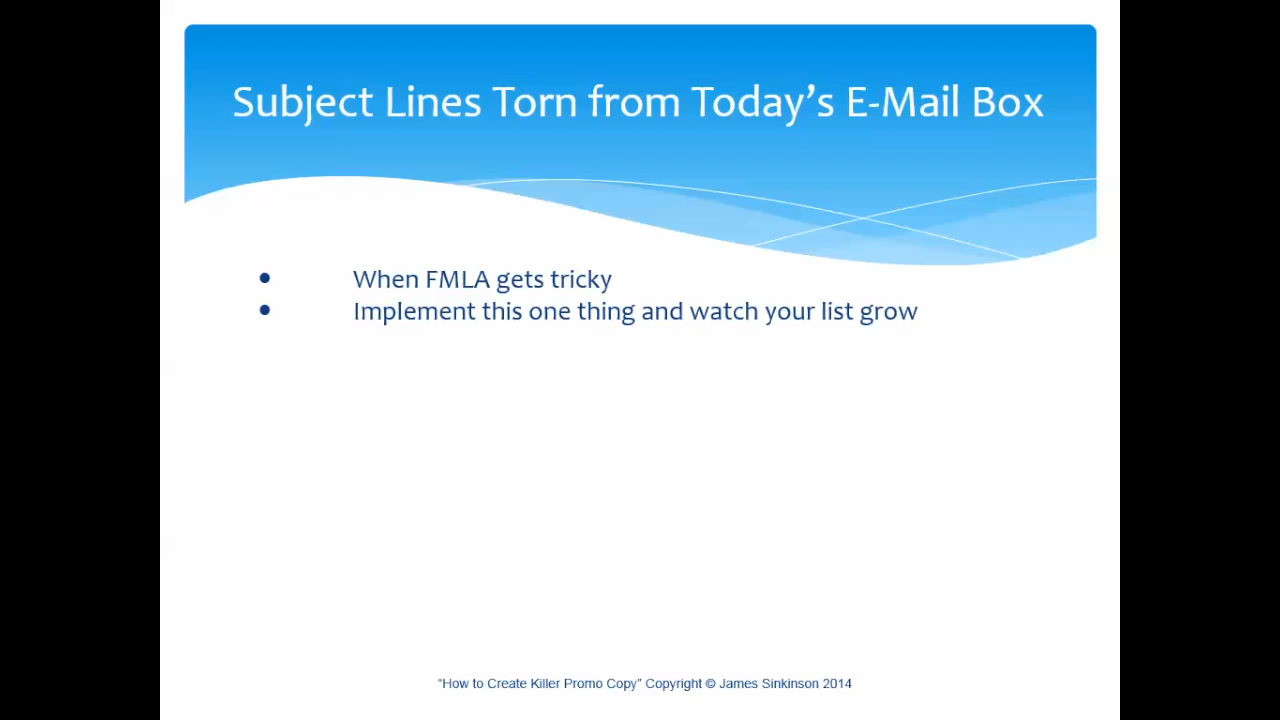 Subject Lines Torn from Today’s E-Mail Box
• When FMLA gets tricky
• Implement this one thing and watch your list grow
“How to Create Killer Promo Copy” Copyright © James Sinkinson 2014